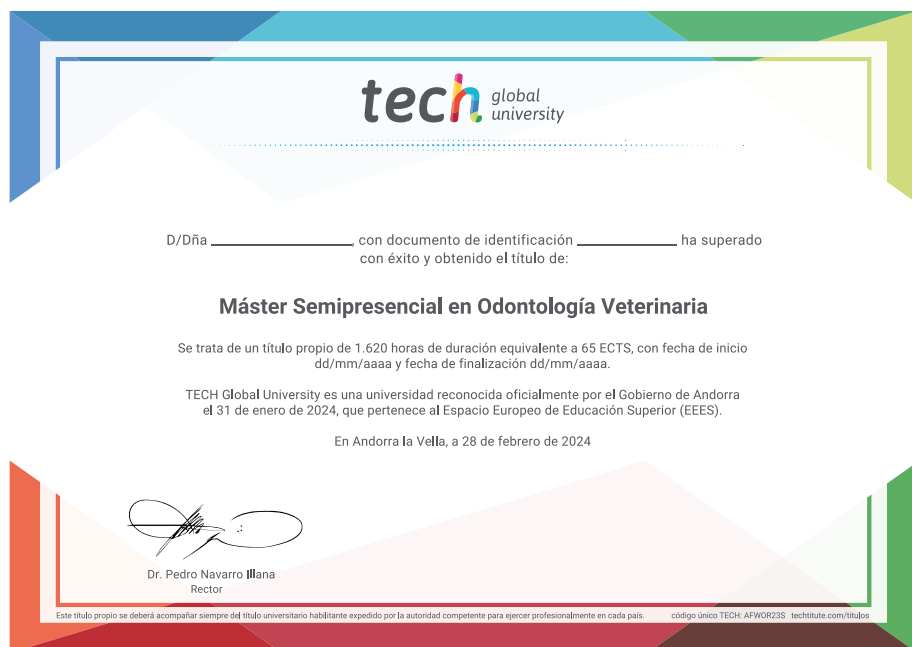 tech global university
D/Dña ____________, con documento de identificación ____________ ha superado
con éxito y obtenido el título de:
Máster Semipresencial en Odontología Veterinaria
Se trata de un título propio de 1.620 horas de duración equivalente a 65 ECTS, con fecha de inicio
dd/mm/aaaa y fecha de finalización dd/mm/aaaa.
TECH Global University es una universidad reconocida oficialmente por el Gobierno de Andorra
el 31 de enero de 2024, que pertenece al Espacio Europeo de Educación Superior (EEES).
En Andorra la Vella, a 28 de febrero de 2024
Dr. Pedro Navarro Illana
Rector
Este título propio se deberá acompañar siempre del título universitario habilitante expedido por la autoridad competente para ejercer profesionalmente en cada país. código único TECH: AFWOR23S techtitute.com/titulos